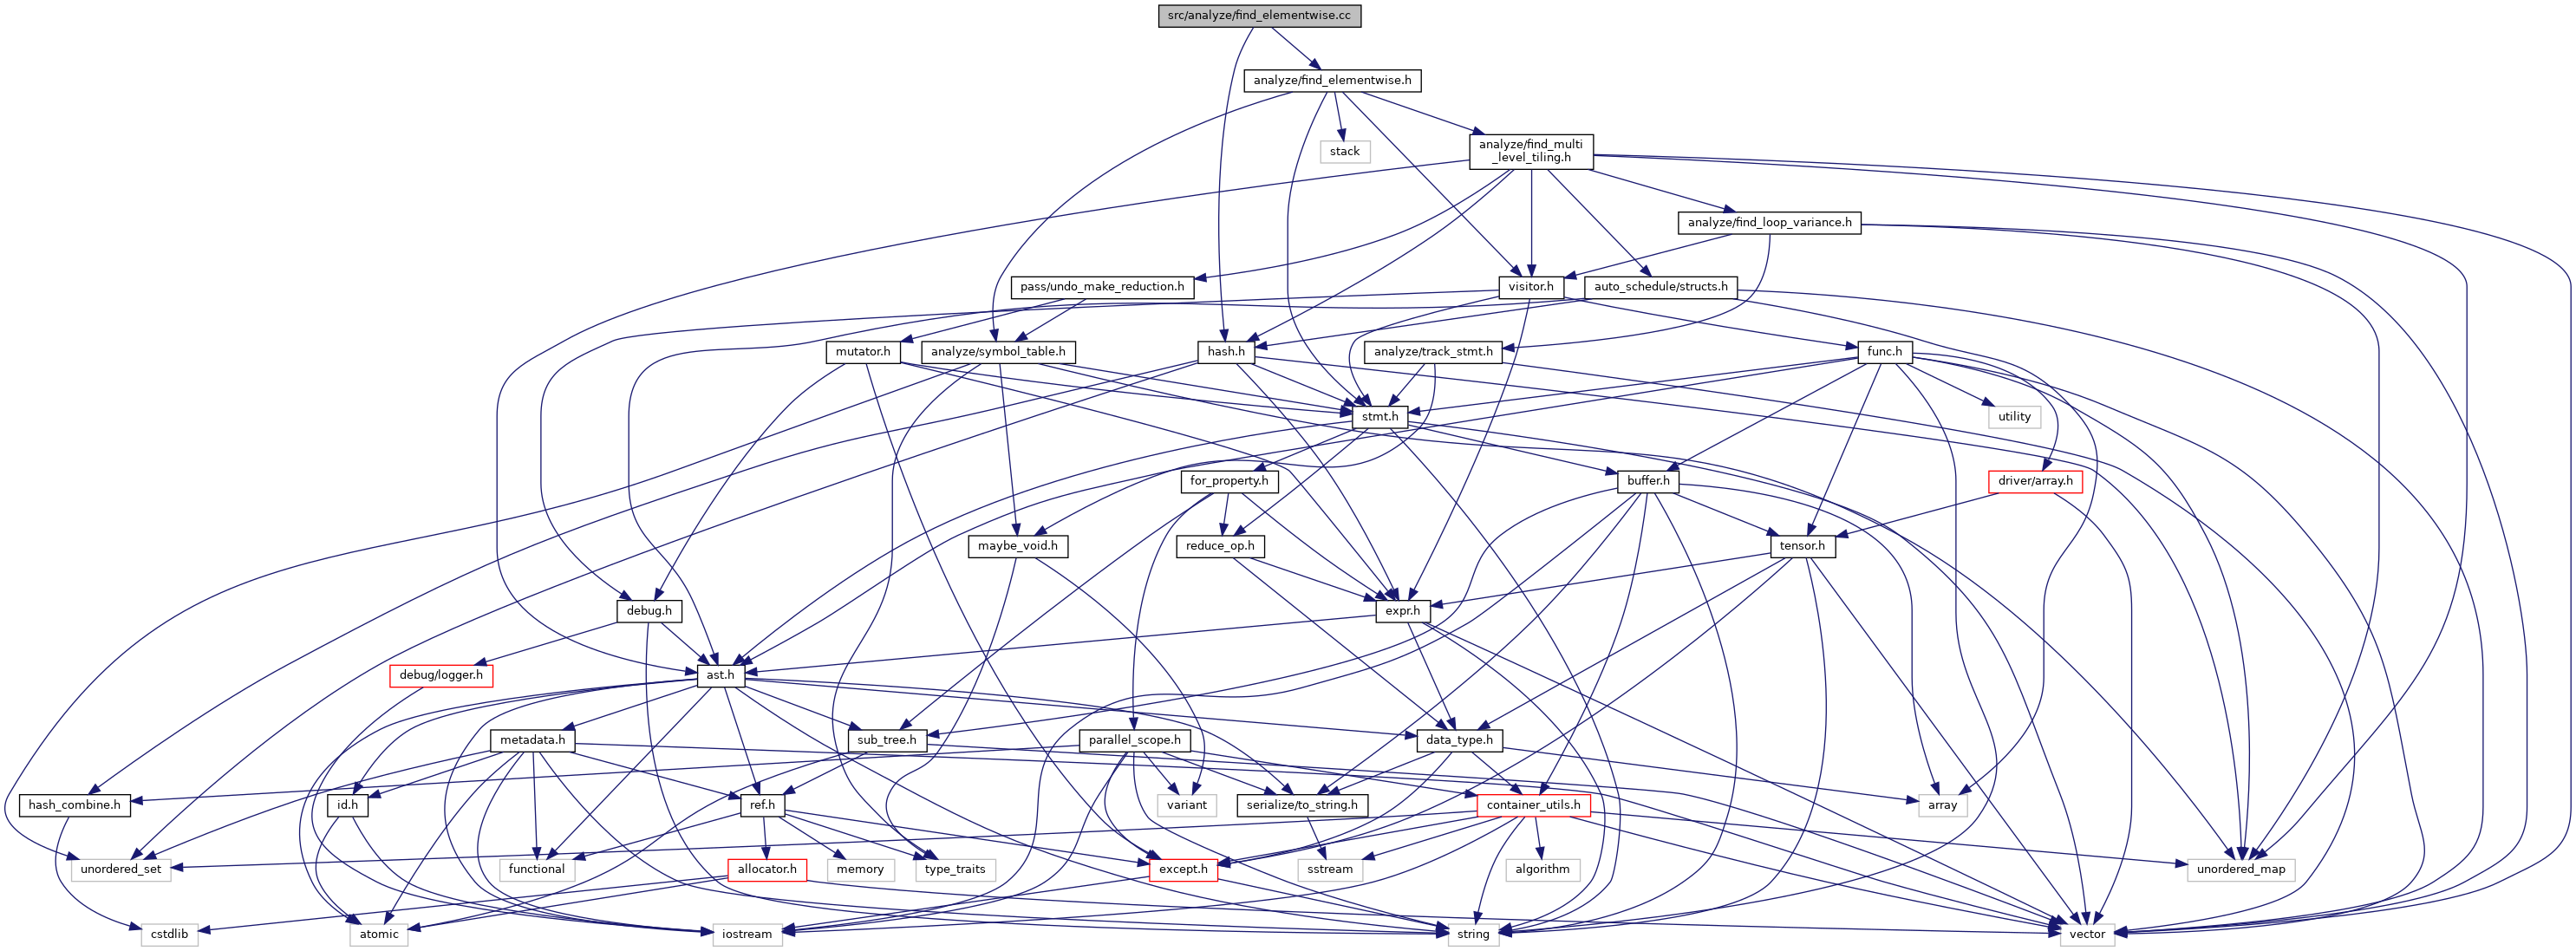 src/analyze/find_elementwise.cc
analyze/find_elementwise.h
stack
analyze/find_multi
_level_tiling.h
analyze/find_loop_variance.h
pass/undo_make_reduction.h
visitor.h
auto_schedule/structs.h
mutator.h
analyze/symbol_table.h
hash.h
analyze/track_stmt.h
func.h
stmt.h
utility
for_property.h
buffer.h
driver/array.h
maybe_void.h
reduce_op.h
tensor.h
debug.h
expr.h
debug/logger.h
ast.h
metadata.h
sub_tree.h
parallel_scope.h
data_type.h
hash_combine.h
id.h
ref.h
variant
serialize/to_string.h
container_utils.h
array
unordered_set
functional
allocator.h
memory
type_traits
except.h
sstream
algorithm
unordered_map
cstdlib
atomic
iostream
string
vector